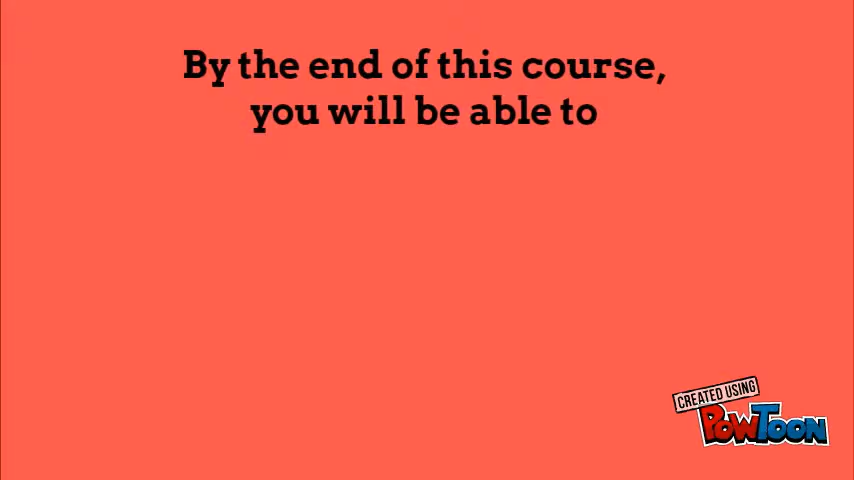 By the end of this course,
you will be able to
CREATED USING
POWTOON